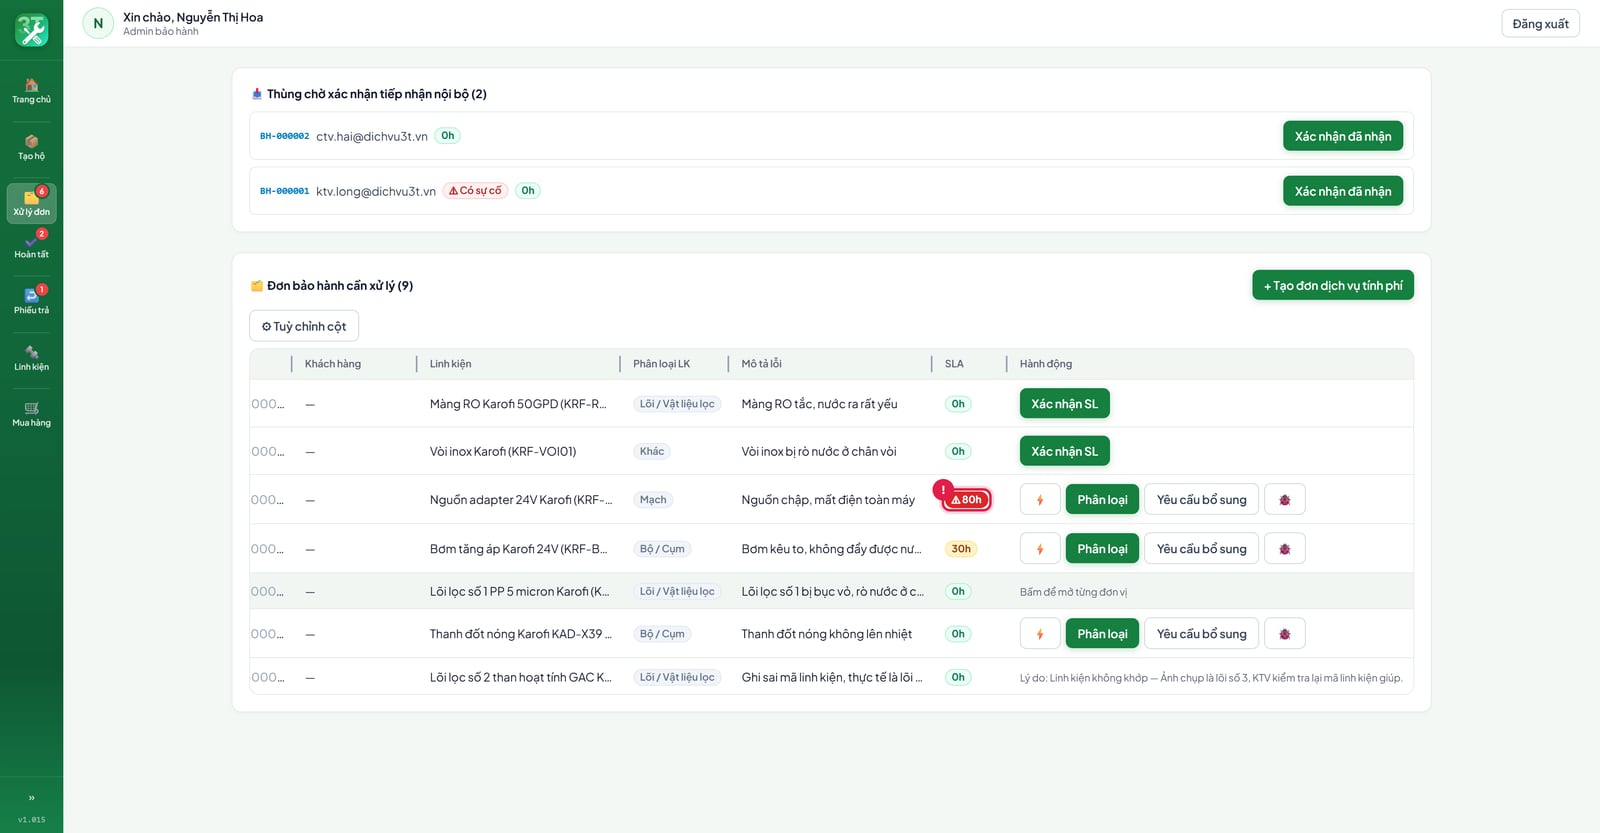 3T
N
Xin chào, Nguyễn Thị Hoa
Admin bảo hành
Đăng xuất
Trang chủ
Tạo hộ
6
Xử lý đơn
2
Hoàn tất
1
Phiếu trả
Linh kiện
Mua hàng
»
v1.015
Thùng chờ xác nhận tiếp nhận nội bộ (2)
BH-000002 ctv.hai@dichvu3t.vn 0h Xác nhận đã nhận
BH-000001 ktv.long@dichvu3t.vn ⚠ Có sự cố 0h Xác nhận đã nhận
Đơn bảo hành cần xử lý (9)
+ Tạo đơn dịch vụ tính phí
⚙ Tuỳ chỉnh cột
Khách hàng Linh kiện Phân loại LK Mô tả lỗi SLA Hành động
000... — Màng RO Karofi 50GPD (KRF-R... Lõi / Vật liệu lọc Màng RO tắc, nước ra rất yếu 0h Xác nhận SL
000... — Vòi inox Karofi (KRF-VOI01) Khác Vòi inox bị rò nước ở chân vòi 0h Xác nhận SL
000... — Nguồn adapter 24V Karofi (KRF-... Mạch Nguồn chập, mất điện toàn máy ! ⚠ 80h Phân loại Yêu cầu bổ sung
000... — Bơm tăng áp Karofi 24V (KRF-B... Bộ / Cụm Bơm kêu to, không đẩy được nư... 30h Phân loại Yêu cầu bổ sung
000... — Lõi lọc số 1 PP 5 micron Karofi (K... Lõi / Vật liệu lọc Lõi lọc số 1 bị bục vỏ, rò nước ở c... 0h Bấm để mở từng đơn vị
000... — Thanh đốt nóng Karofi KAD-X39 ... Bộ / Cụm Thanh đốt nóng không lên nhiệt 0h Phân loại Yêu cầu bổ sung
000... — Lõi lọc số 2 than hoạt tính GAC K... Lõi / Vật liệu lọc Ghi sai mã linh kiện, thực tế là lõi ... 0h Lý do: Linh kiện không khớp — Ảnh chụp là lõi số 3, KTV kiểm tra lại mã linh kiện giúp.